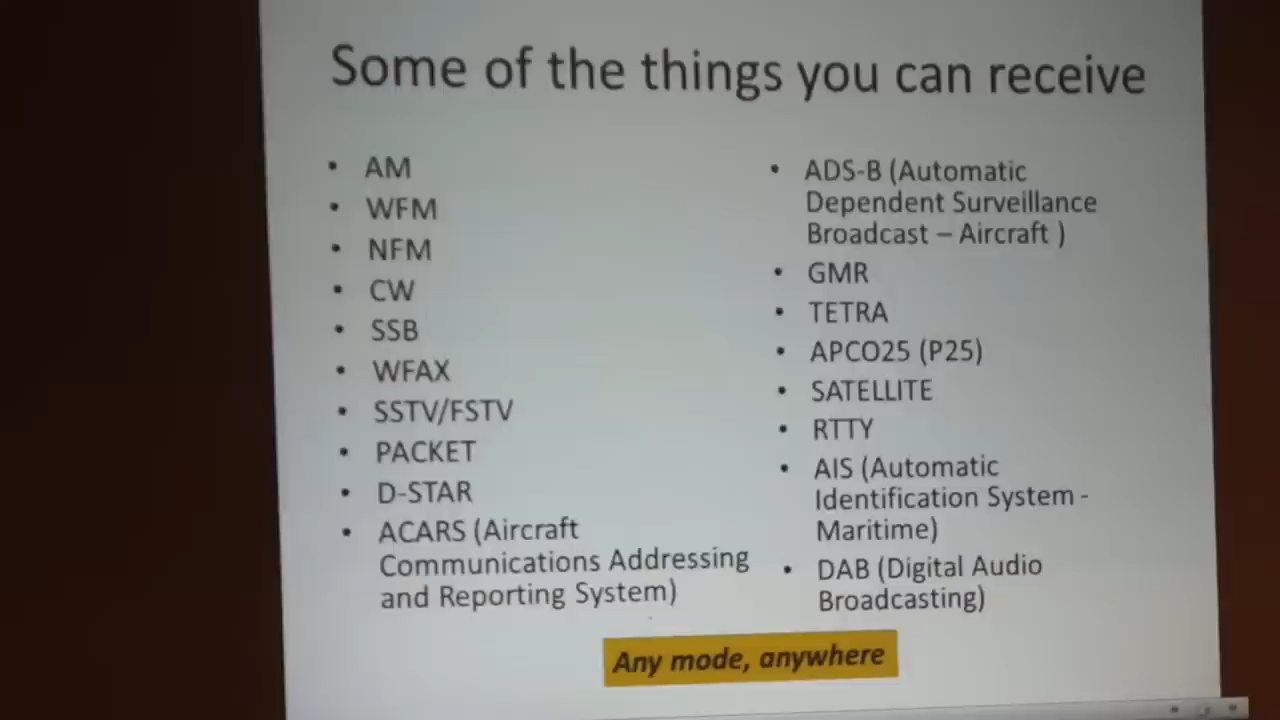 Some of the things you can receive
• AM
• WFM
• NFM
• CW
• SSB
• WFAX
• SSTV/FSTV
• PACKET
• D-STAR
• ACARS (Aircraft
Communications Addressing
and Reporting System)
• ADS-B (Automatic
Dependent Surveillance
Broadcast – Aircraft )
• GMR
• TETRA
• APCO25 (P25)
• SATELLITE
• RTTY
• AIS (Automatic
Identification System -
Maritime)
• DAB (Digital Audio
Broadcasting)
Any mode, anywhere